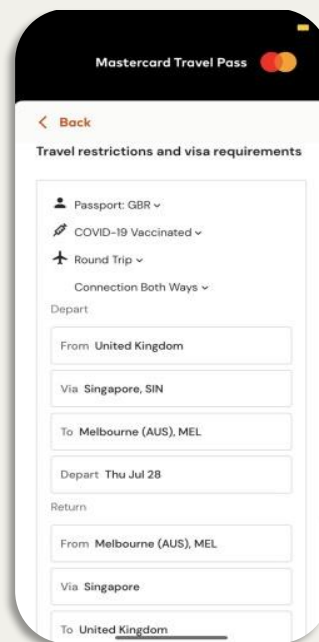 Mastercard Travel Pass
Back
Travel restrictions and visa requirements
Passport: GBR
COVID-19 Vaccinated
Round Trip
Connection Both Ways
Depart
From United Kingdom
Via Singapore, SIN
To Melbourne (AUS), MEL
Depart Thu Jul 28
Return
From Melbourne (AUS), MEL
Via Singapore
To United Kingdom